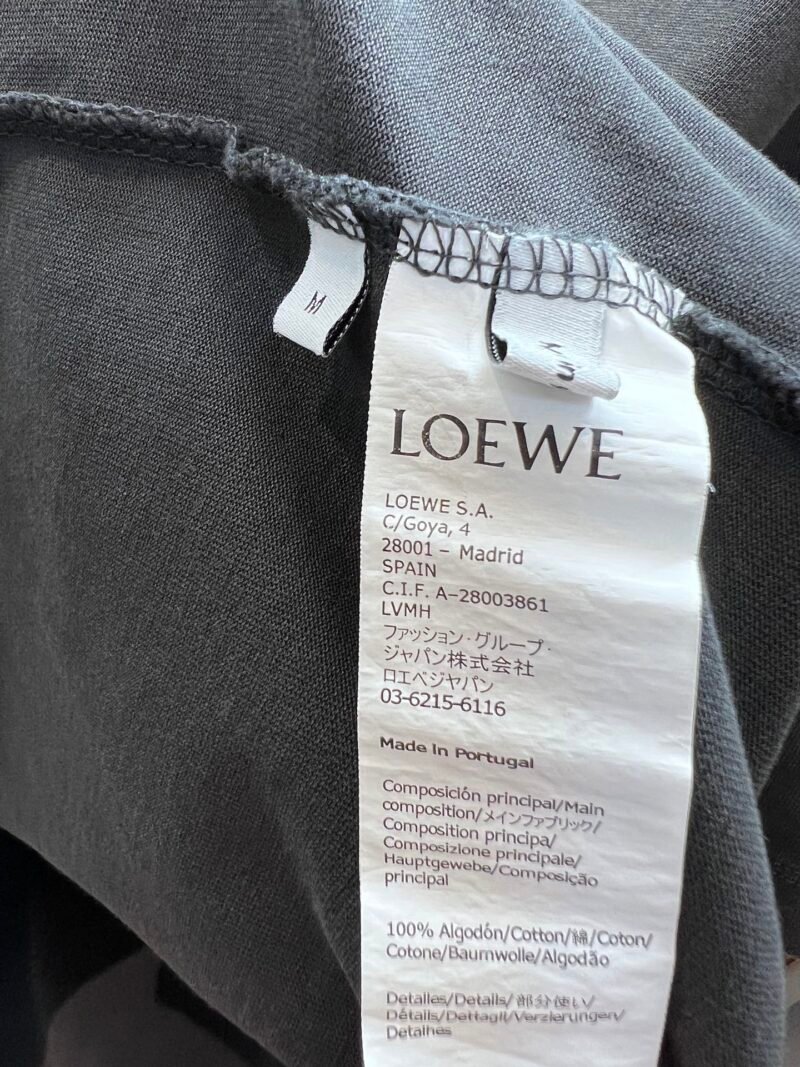 M
LOEWE
LOEWE S.A.
C/Goya, 4
28001 – Madrid
SPAIN
C.I.F. A–28003861
LVMH
ファッション・グループ・
ジャパン株式会社
ロエベジャパン
03-6215-6116
Made in Portugal
Composición principal/Main
composition/メインファブリック/
Composition principa/
Composizione principale/
Hauptgewebe/Composição
principal
100% Algodón/Cotton/綿/Coton/
Cotone/Baumwolle/Algodão
Detalles/Details/部分使い/
Détails/Dettagli/Verzierungen/
Detalhes